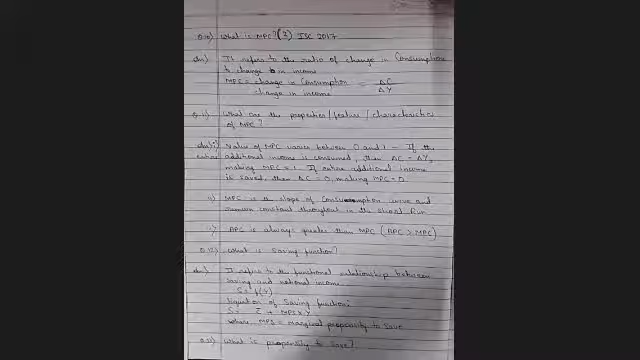 Q.10) What is MPC? (2) ISC 2017
Ans) It refers to the ratio of change in Consumption
to change in income
MPC = change in Consumption = ΔC
change in income ΔY
Q.11) What are the properties/feature/characteristics
of MPC?
Ans) i) Value of MPC varies between 0 and 1 - If the
entire additional income is consumed, then ΔC = ΔY,
making MPC = 1. If entire additional income
is saved, then ΔC = 0, making MPC = 0.
ii) MPC is the slope of Consumption curve and
remain constant throughout in the Short Run
APC is always greater than MPC (APC > MPC)
Q.12) What is Saving function?
Ans) It refers to the functional relationship between
saving and national income
S = f(Y)
Equation of Saving function:
S = + MPS × Y
where MPS = marginal propensity to save
What is propensity to save?